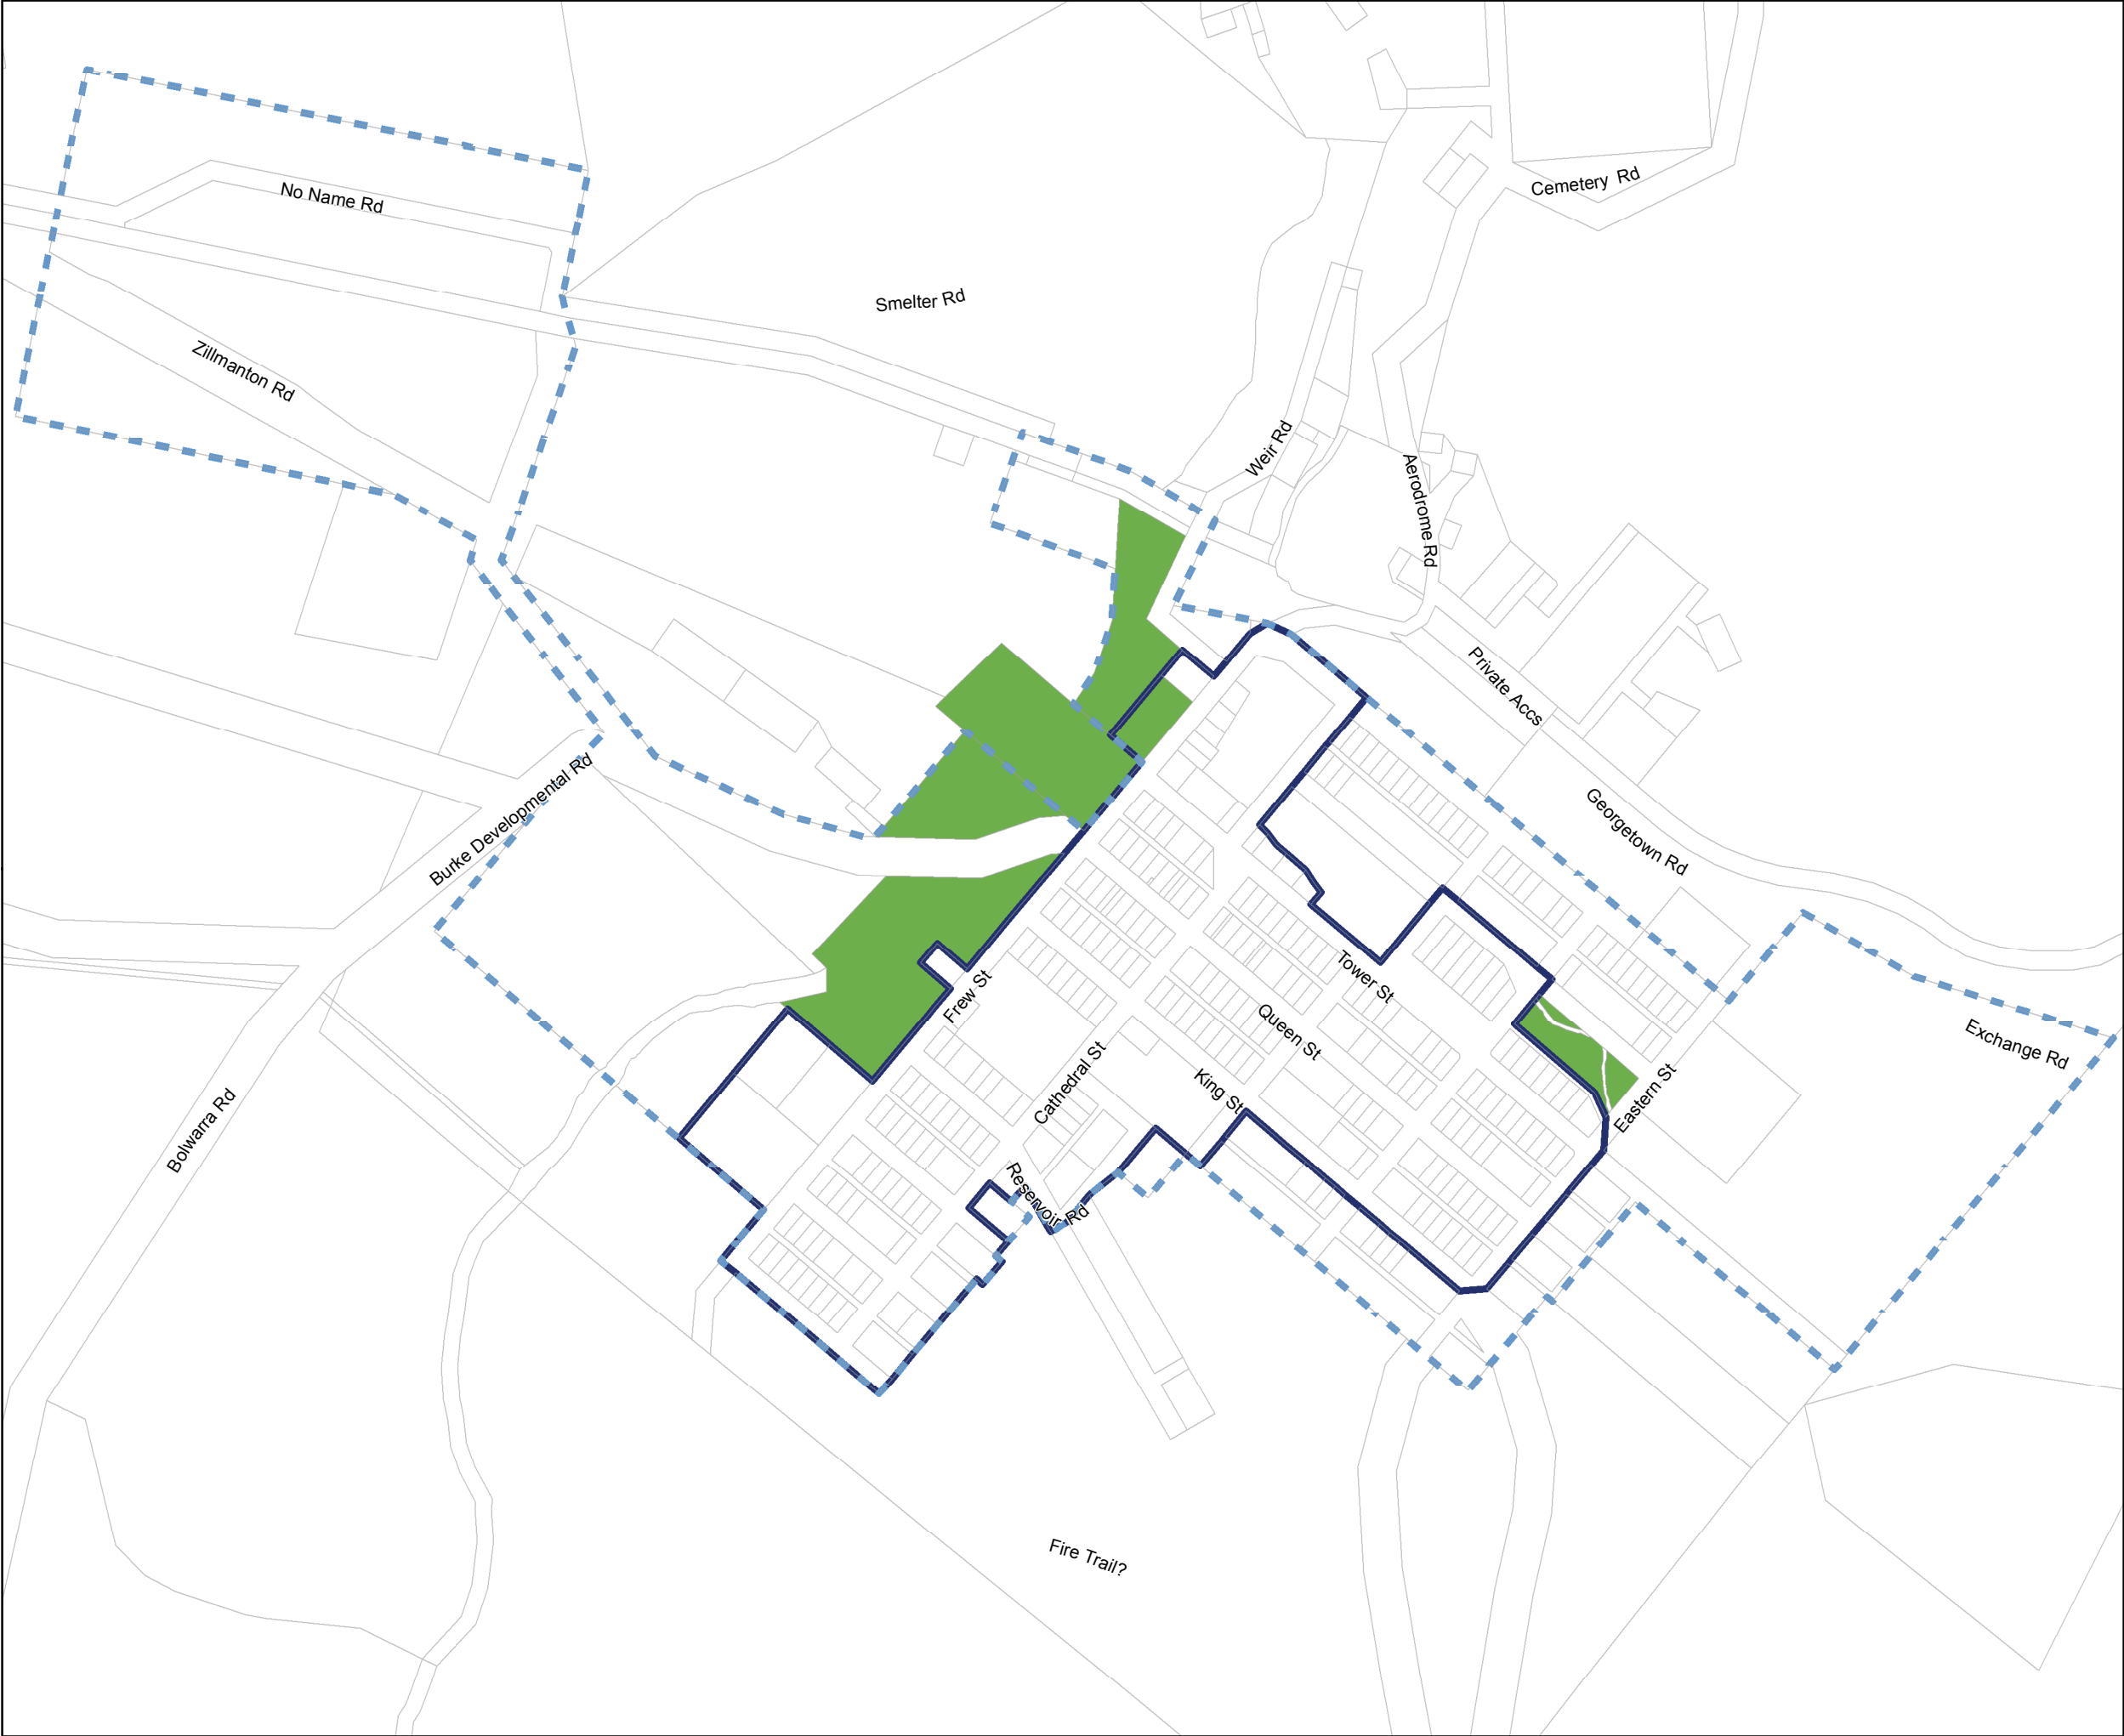 Cemetery Rd
No Name Rd
Smelter Rd
Zillmanton Rd
Weir Rd
Aerodrome Rd
Private Accs
Burke Developmental Rd
Georgetown Rd
Frew St
Tower St
Queen St
Exchange Rd
Cathedral St
King St
Eastern St
Bolwarra Rd
Reservoir Rd
Fire Trail?